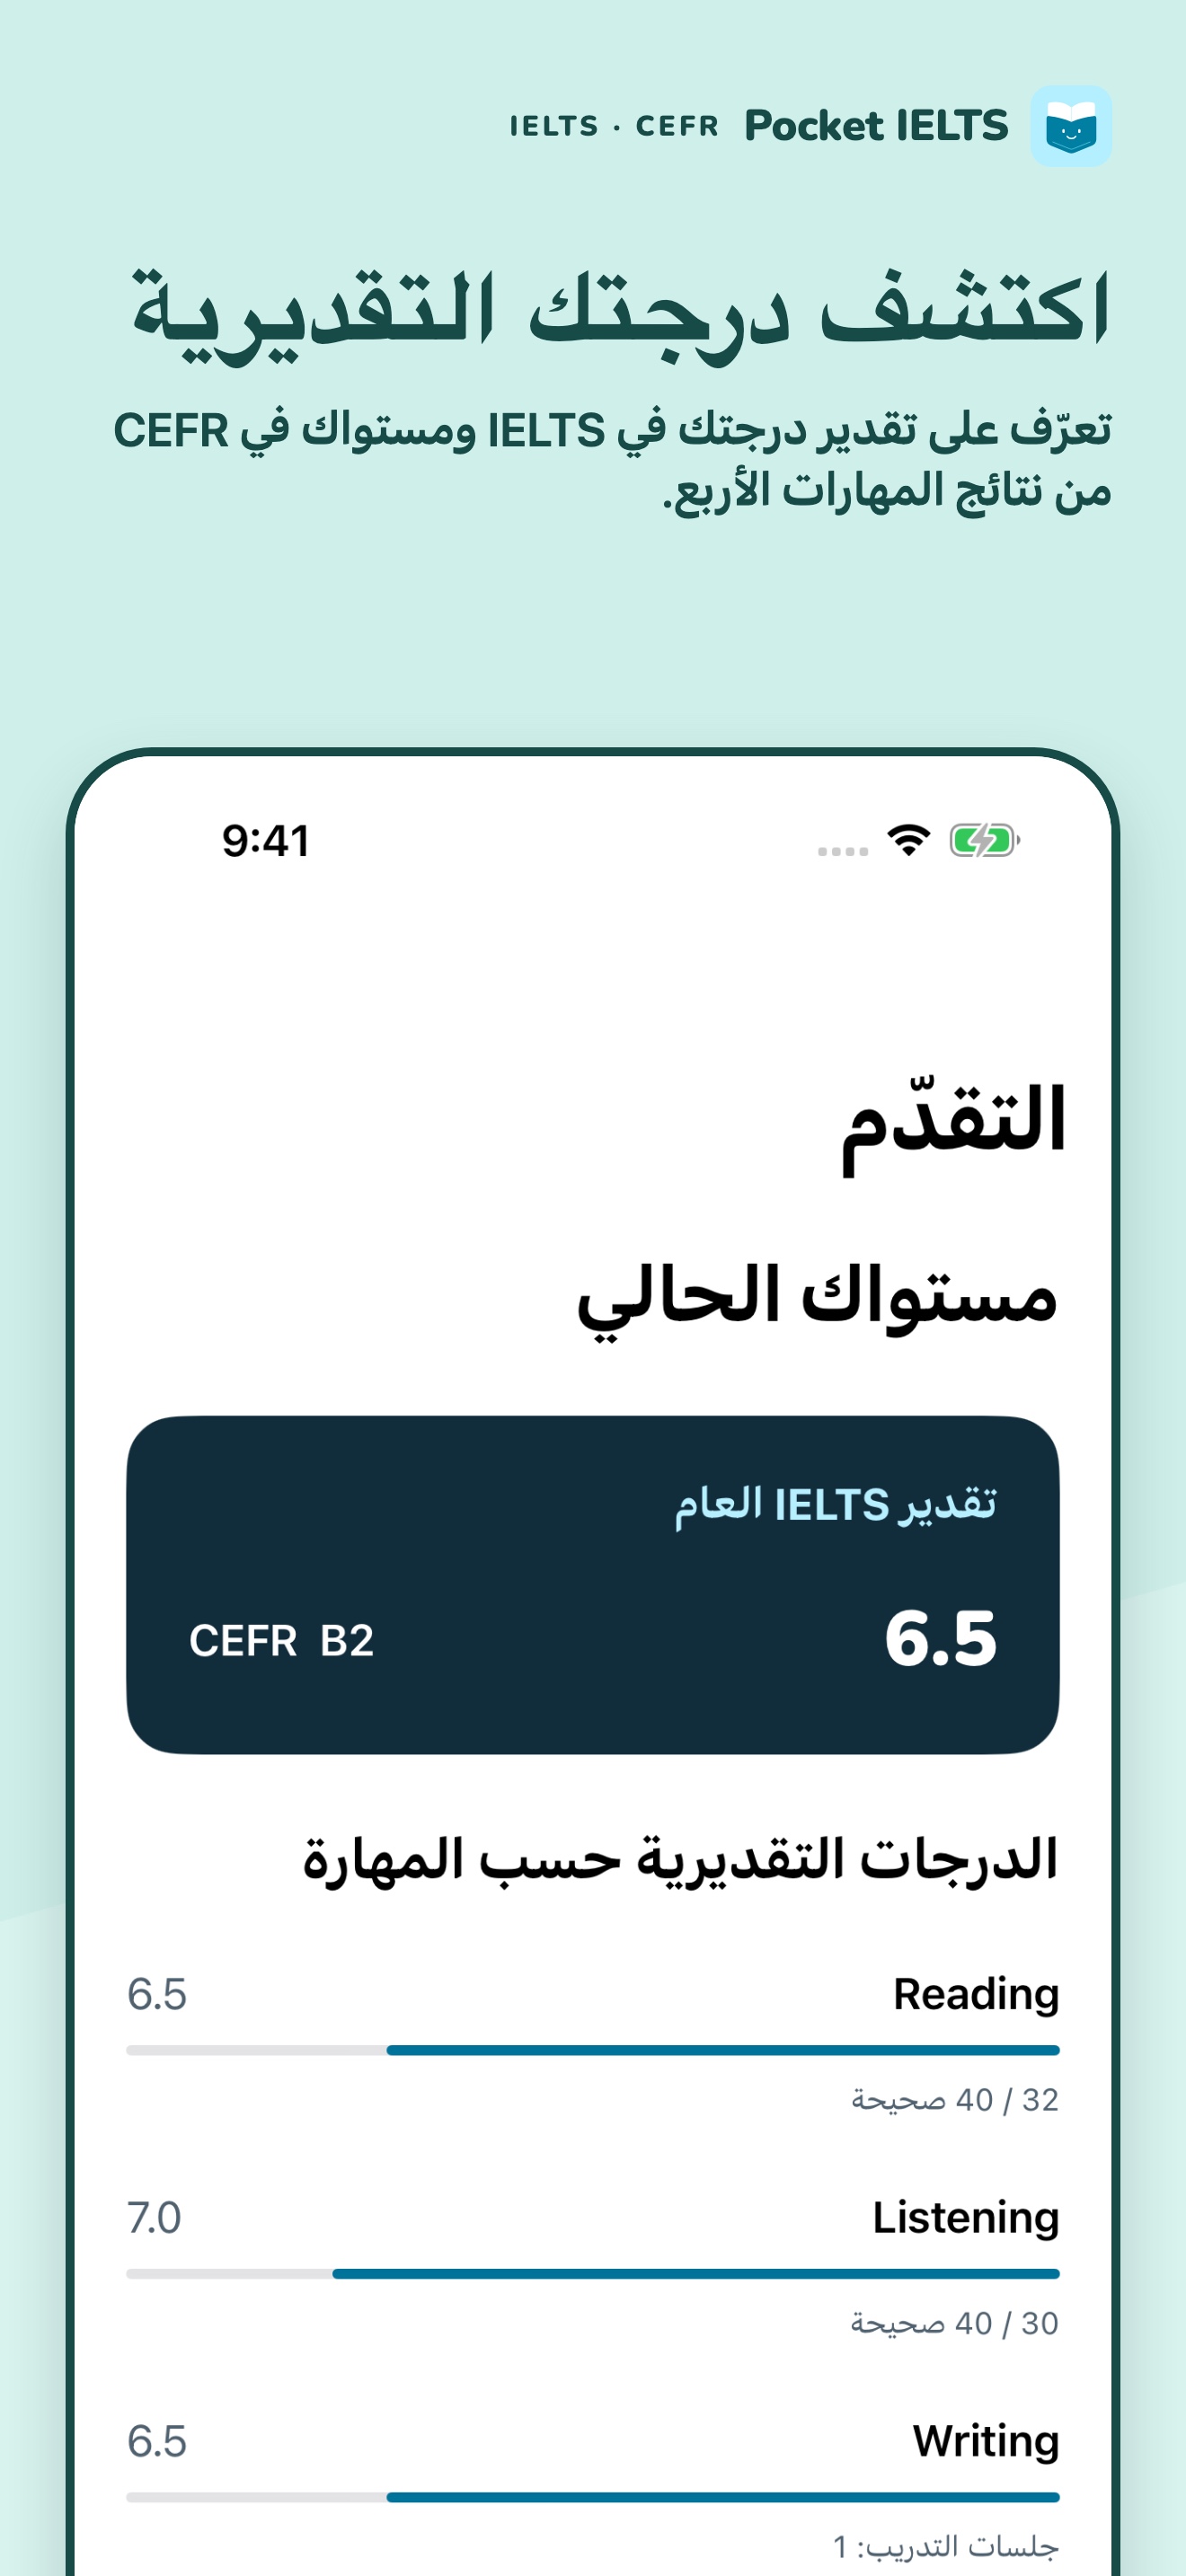 Pocket IELTS IELTS · CEFR
اكتشف درجتك التقديرية
تعرّف على تقدير درجتك في IELTS ومستواك في CEFR
من نتائج المهارات الأربع.
9:41
التقدّم
مستواك الحالي
تقدير IELTS العام
6.5 CEFR B2
الدرجات التقديرية حسب المهارة
Reading 6.5
32 / 40 صحيحة
Listening 7.0
30 / 40 صحيحة
Writing 6.5
جلسات التدريب: 1